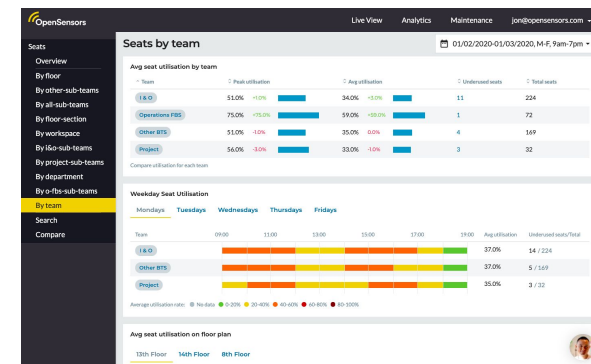 OpenSensors
Live View Analytics Maintenance jon@opensensors.com
Seats
Overview
By floor
By other-sub-teams
By all-sub-teams
By floor-section
By workspace
By i&o-sub-teams
By project-sub-teams
By department
By o-fbs-sub-teams
By team
Search
Compare
Seats by team
01/02/2020-01/03/2020, M-F, 9am-7pm
Avg seat utilisation by team
Team Peak utilisation Avg utilisation Underused seats Total seats
I & O 51.0% +1.0% 34.0% +3.0% 11 224
Operations FBS 75.0% +75.0% 59.0% +59.0% 1 72
Other BTS 51.0% -1.0% 35.0% 0.0% 4 169
Project 56.0% -3.0% 33.0% -1.0% 3 32
Compare utilisation for each team
Weekday Seat Utilisation
Mondays Tuesdays Wednesdays Thursdays Fridays
Team 09:00 11:00 13:00 15:00 17:00 19:00 Avg utilisation Underused seats/Total
I & O 37.0% 14 / 224
Other BTS 37.0% 5 / 169
Project 35.0% 3 / 32
Average utilisation rate: No data 0-20% 20-40% 40-60% 60-80% 80-100%
Avg seat utilisation on floor plan
13th Floor 14th Floor 8th Floor